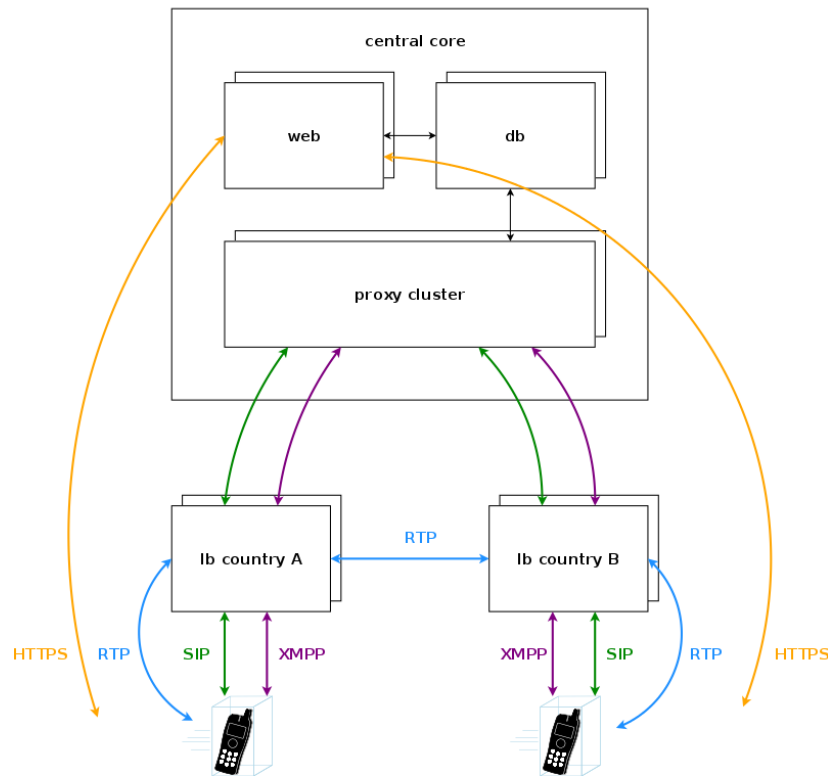 central core
web
db
proxy cluster
RTP
lb country A
lb country B
HTTPS
RTP
SIP
XMPP
XMPP
SIP
RTP
HTTPS